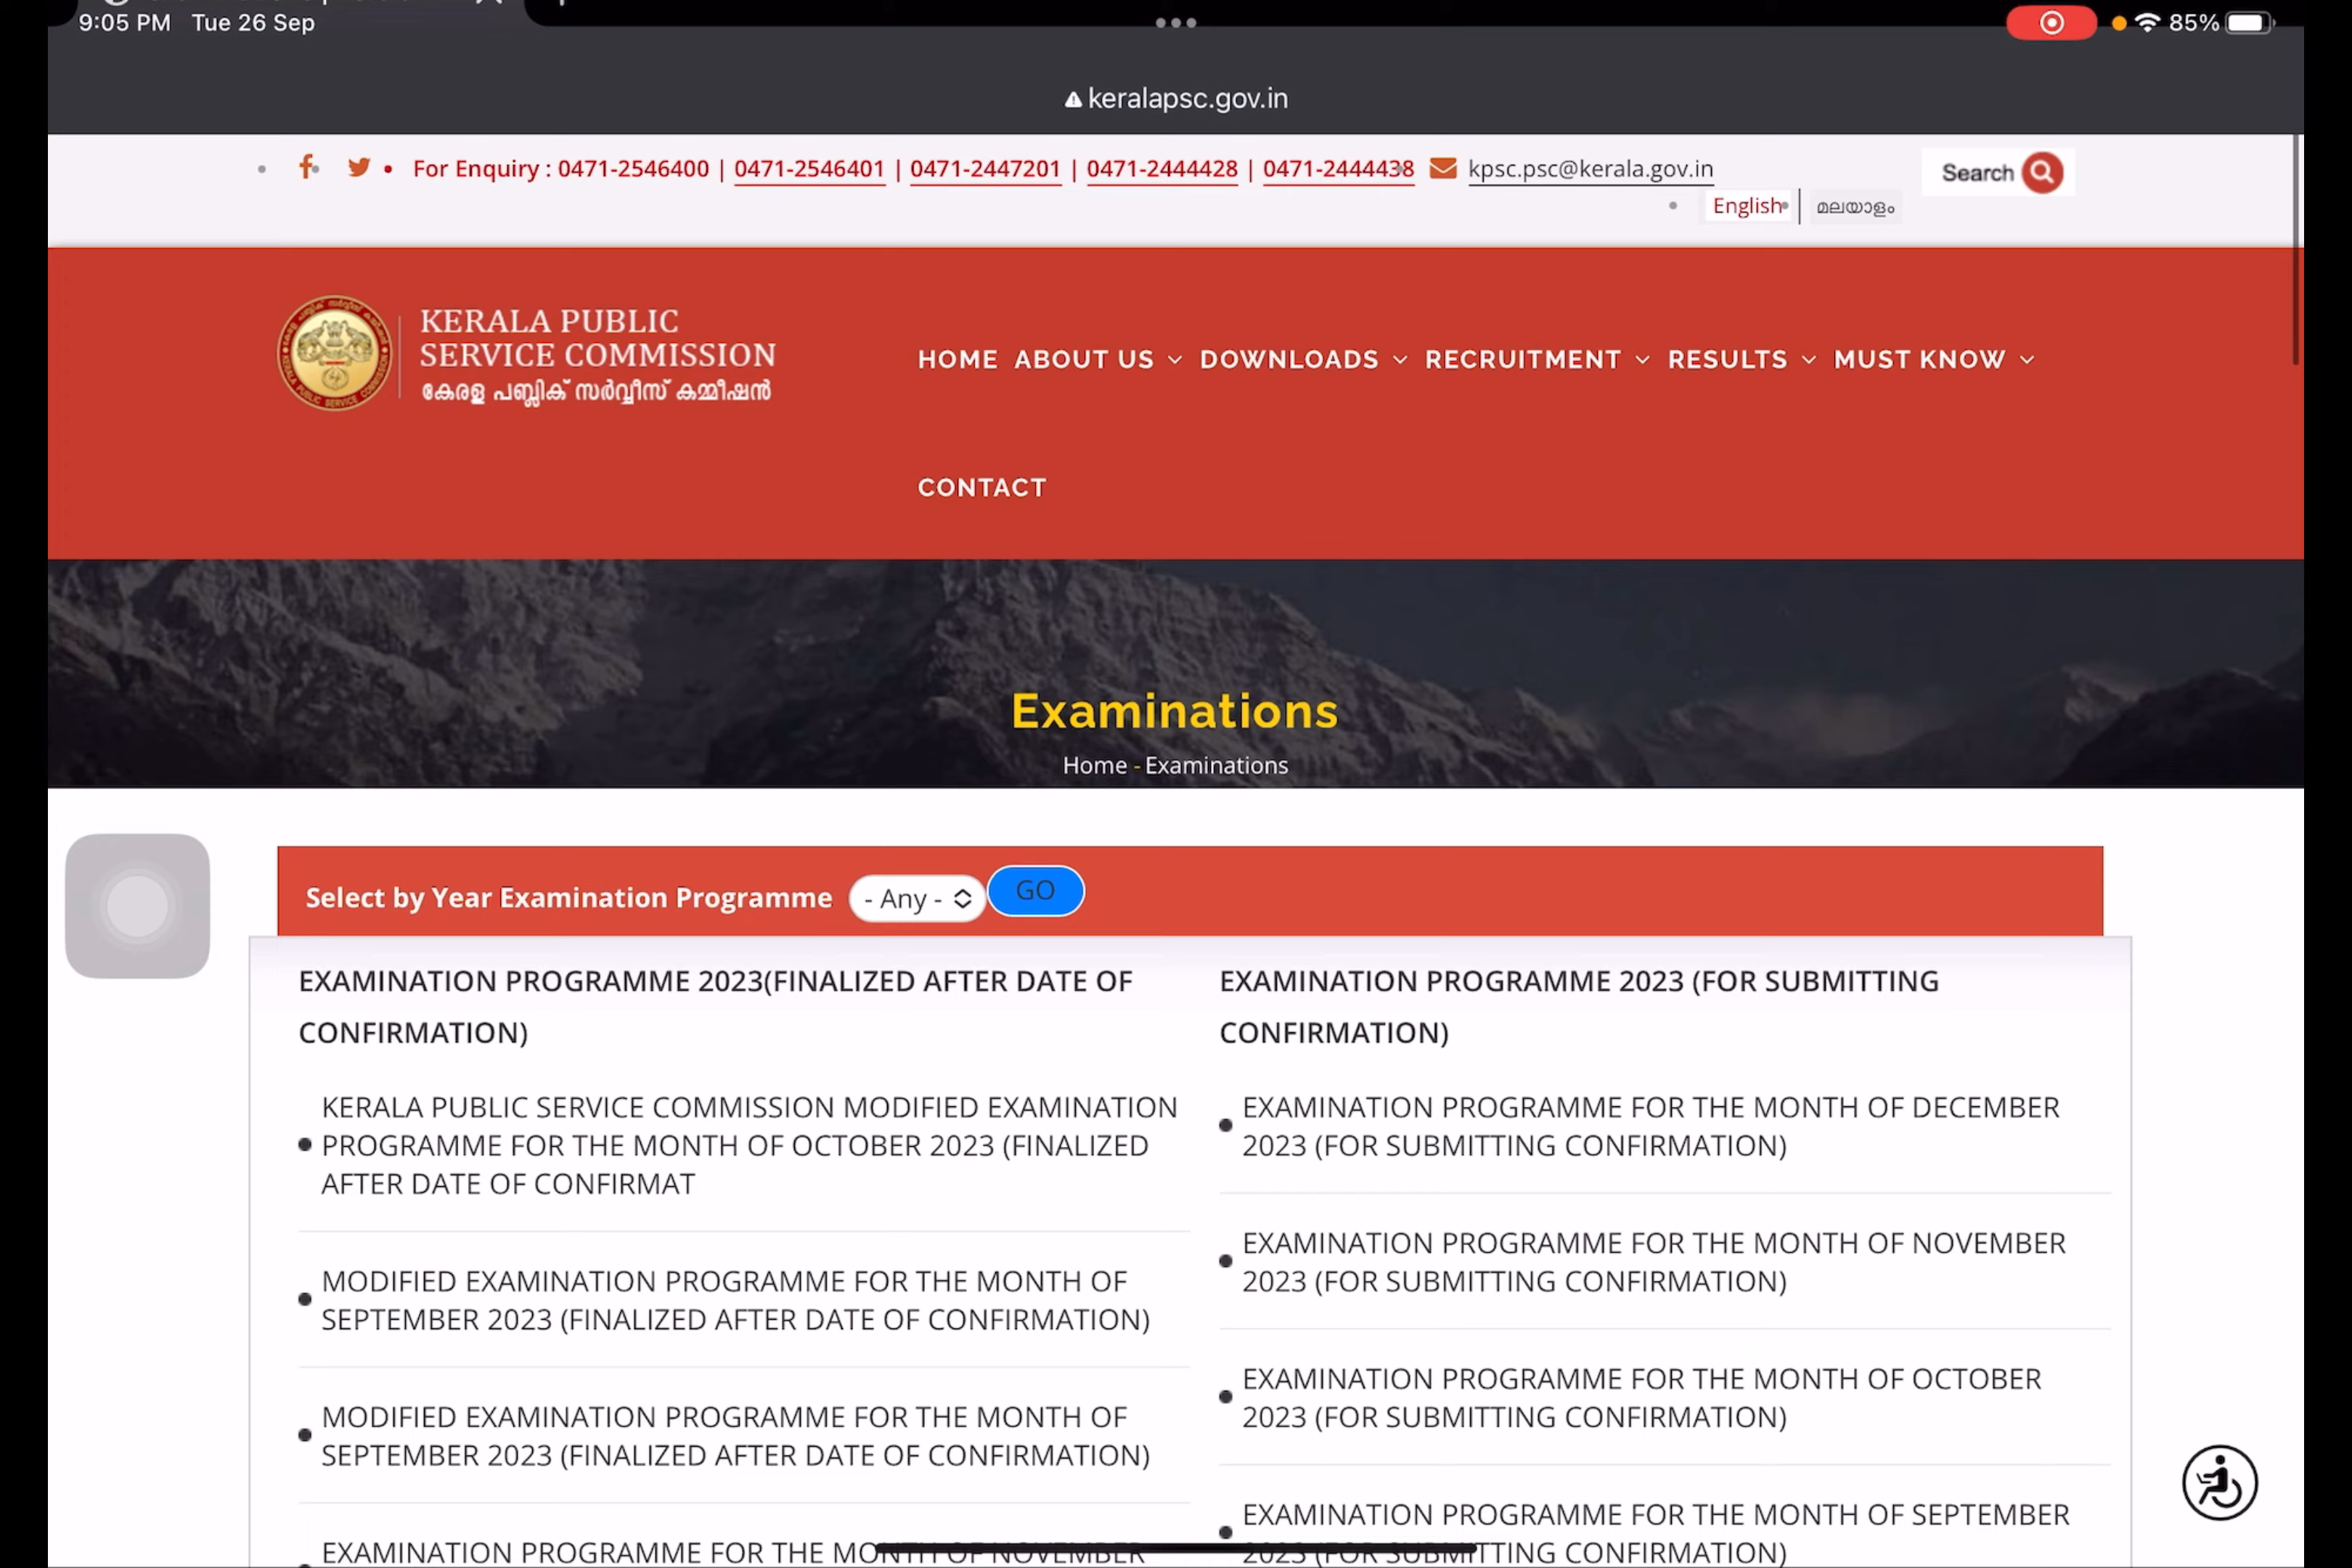 9:05 PM Tue 26 Sep
85%
keralapsc.gov.in
For Enquiry : 0471-2546400 | 0471-2546401 | 0471-2447201 | 0471-2444428 | 0471-2444438 kpsc.psc@kerala.gov.in
Search
English
മലയാളം
KERALA PUBLIC
SERVICE COMMISSION
കേരള പബ്ലിക് സർവ്വീസ് കമ്മീഷൻ
HOME ABOUT US DOWNLOADS RECRUITMENT RESULTS MUST KNOW
CONTACT
Examinations
Home - Examinations
Select by Year Examination Programme - Any - GO
EXAMINATION PROGRAMME 2023(FINALIZED AFTER DATE OF
CONFIRMATION)
KERALA PUBLIC SERVICE COMMISSION MODIFIED EXAMINATION
PROGRAMME FOR THE MONTH OF OCTOBER 2023 (FINALIZED
AFTER DATE OF CONFIRMAT
MODIFIED EXAMINATION PROGRAMME FOR THE MONTH OF
SEPTEMBER 2023 (FINALIZED AFTER DATE OF CONFIRMATION)
MODIFIED EXAMINATION PROGRAMME FOR THE MONTH OF
SEPTEMBER 2023 (FINALIZED AFTER DATE OF CONFIRMATION)
EXAMINATION PROGRAMME FOR THE MONTH OF NOVEMBER
EXAMINATION PROGRAMME 2023 (FOR SUBMITTING
CONFIRMATION)
EXAMINATION PROGRAMME FOR THE MONTH OF DECEMBER
2023 (FOR SUBMITTING CONFIRMATION)
EXAMINATION PROGRAMME FOR THE MONTH OF NOVEMBER
2023 (FOR SUBMITTING CONFIRMATION)
EXAMINATION PROGRAMME FOR THE MONTH OF OCTOBER
2023 (FOR SUBMITTING CONFIRMATION)
EXAMINATION PROGRAMME FOR THE MONTH OF SEPTEMBER
2023 (FOR SUBMITTING CONFIRMATION)